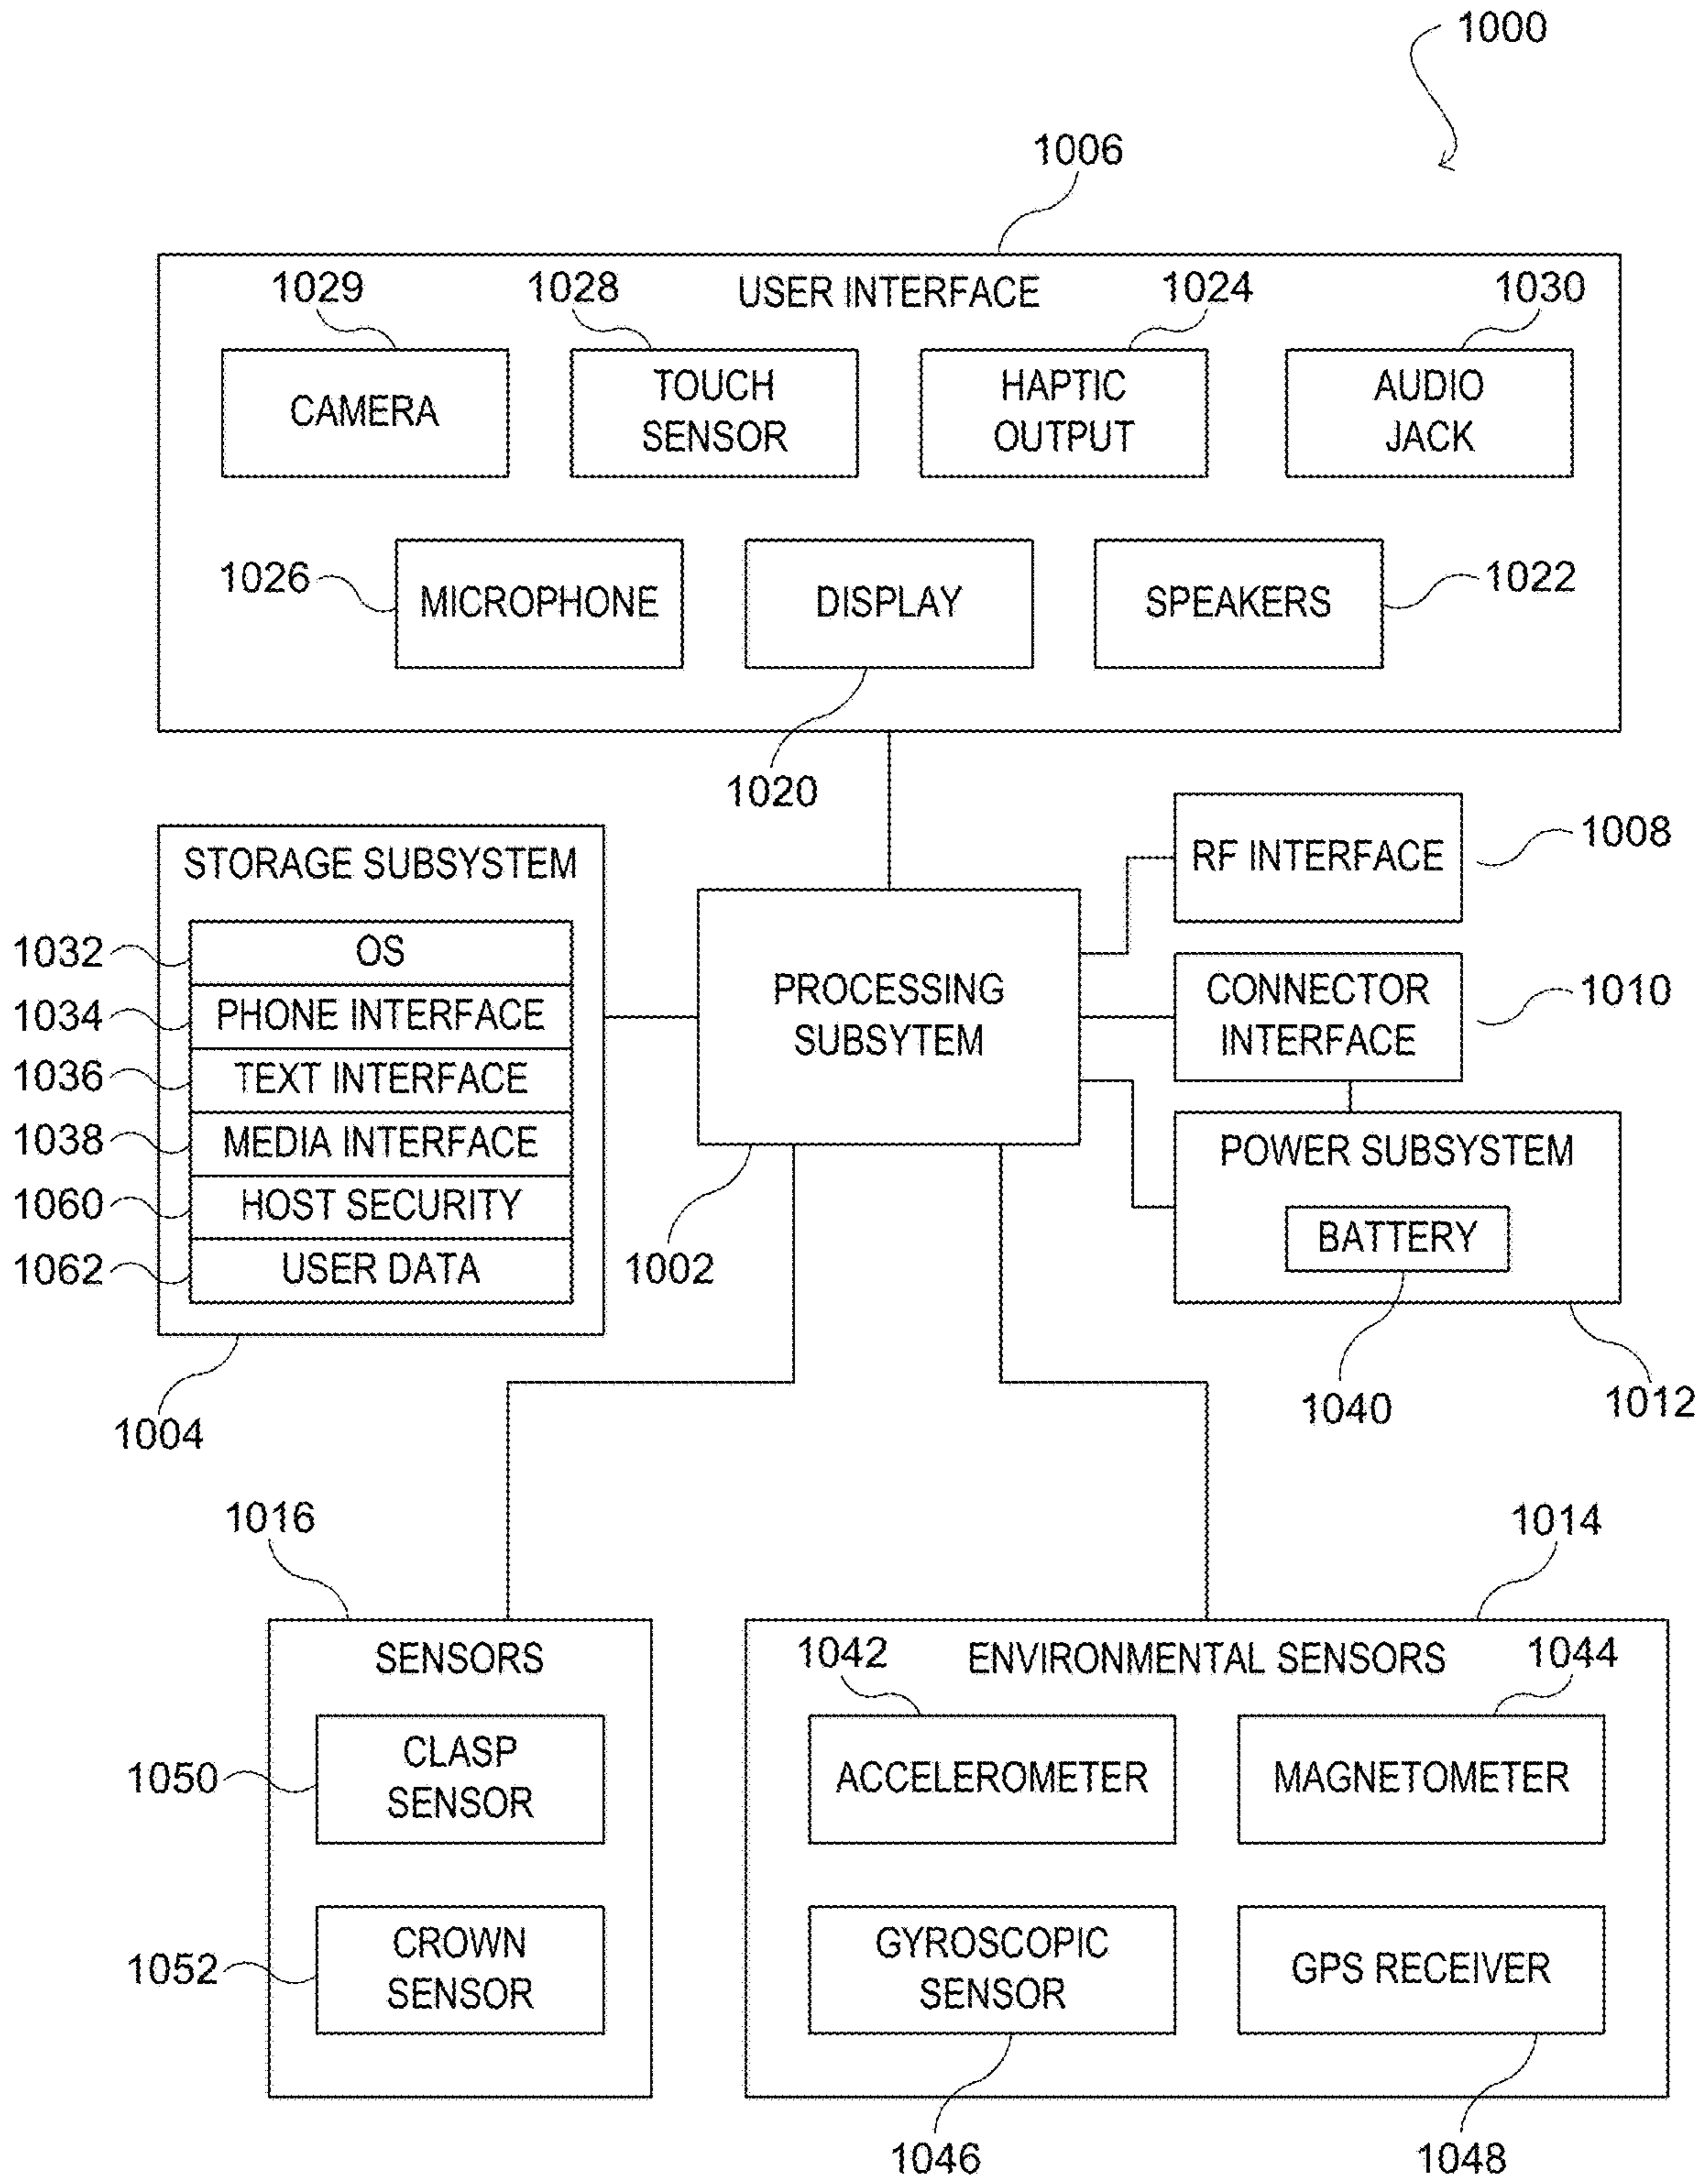 1000
1006
1029
1028
USER INTERFACE
1024
1030
CAMERA
TOUCH
SENSOR
HAPTIC
OUTPUT
AUDIO
JACK
1026
MICROPHONE
DISPLAY
SPEAKERS
1022
1020
STORAGE SUBSYSTEM
1032
OS
1034
PHONE INTERFACE
1036
TEXT INTERFACE
1038
MEDIA INTERFACE
1060
HOST SECURITY
1062
USER DATA
1004
PROCESSING
SUBSYTEM
1002
RF INTERFACE
1008
CONNECTOR
INTERFACE
1010
POWER SUBSYSTEM
BATTERY
1040
1012
1016
SENSORS
1050
CLASP
SENSOR
1052
CROWN
SENSOR
1014
1042
ENVIRONMENTAL SENSORS
1044
ACCELEROMETER
MAGNETOMETER
GYROSCOPIC
SENSOR
GPS RECEIVER
1046
1048